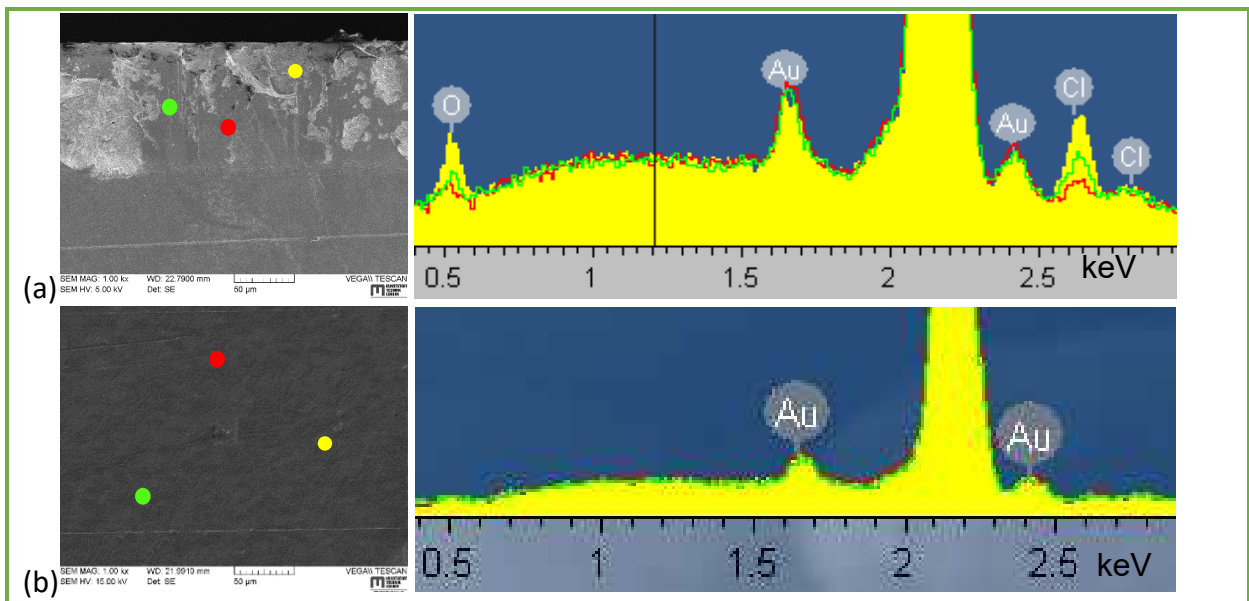 O
Au
Au
Cl
Cl
0.5 1 1.5 2 2.5 keV
SEM MAG: 1.00 kx WD: 22.7900 mm VEGA\\ TESCAN
SEM HV: 5.00 kV Det: SE 50 µm
(a)
Au
Au
0.5 1 1.5 2 2.5 keV
SEM MAG: 1.00 kx WD: 21.9910 mm VEGA\\ TESCAN
SEM HV: 15.00 kV Det: SE 50 µm
(b)